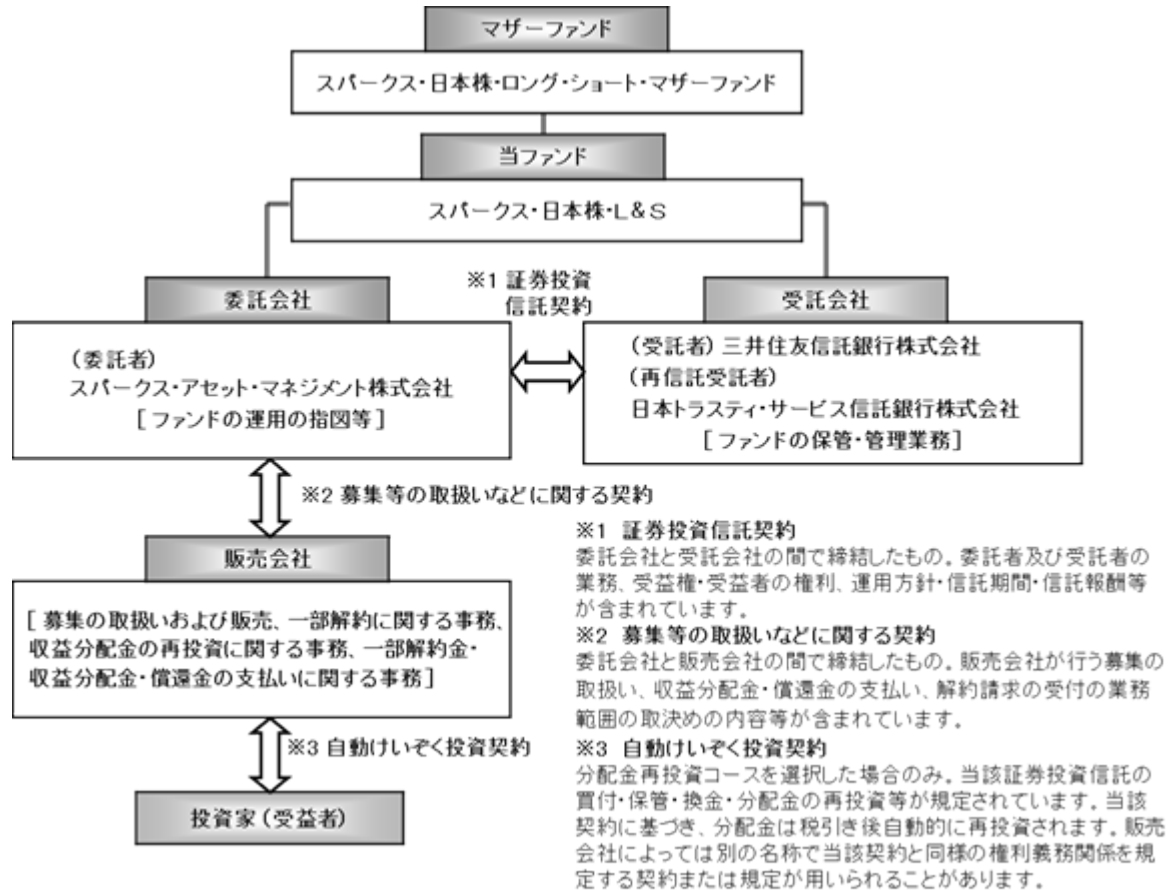 マザーファンド
スパークス・日本株・ロング・ショート・マザーファンド
当ファンド
スパークス・日本株・L&S
委託会社
※1 証券投資
信託契約
受託会社
(委託者)
スパークス・アセット・マネジメント株式会社
[ファンドの運用の指図等]
(受託者) 三井住友信託銀行株式会社
(再信託受託者)
日本トラスティ・サービス信託銀行株式会社
[ファンドの保管・管理業務]
※2 募集等の取扱いなどに関する契約
販売会社
[ 募集の取扱いおよび販売、一部解約に関する事務、
収益分配金の再投資に関する事務、一部解約金・
収益分配金・償還金の支払いに関する事務 ]
※3 自動けいぞく投資契約
投資家(受益者)
※1 証券投資信託契約
委託会社と受託会社の間で締結したもの。委託者及び受託者の
業務、受益権・受益者の権利、運用方針・信託期間・信託報酬等
が含まれています。
※2 募集等の取扱いなどに関する契約
委託会社と販売会社の間で締結したもの。販売会社が行う募集の
取扱い、収益分配金・償還金の支払い、解約請求の受付の業務
範囲の取決めの内容等が含まれています。
※3 自動けいぞく投資契約
分配金再投資コースを選択した場合のみ。当該証券投資信託の
買付・保管・換金・分配金の再投資等が規定されています。当該
契約に基づき、分配金は税引き後自動的に再投資されます。販売
会社によっては別の名称で当該契約と同様の権利義務関係を規
定する契約または規定が用いられることがあります。